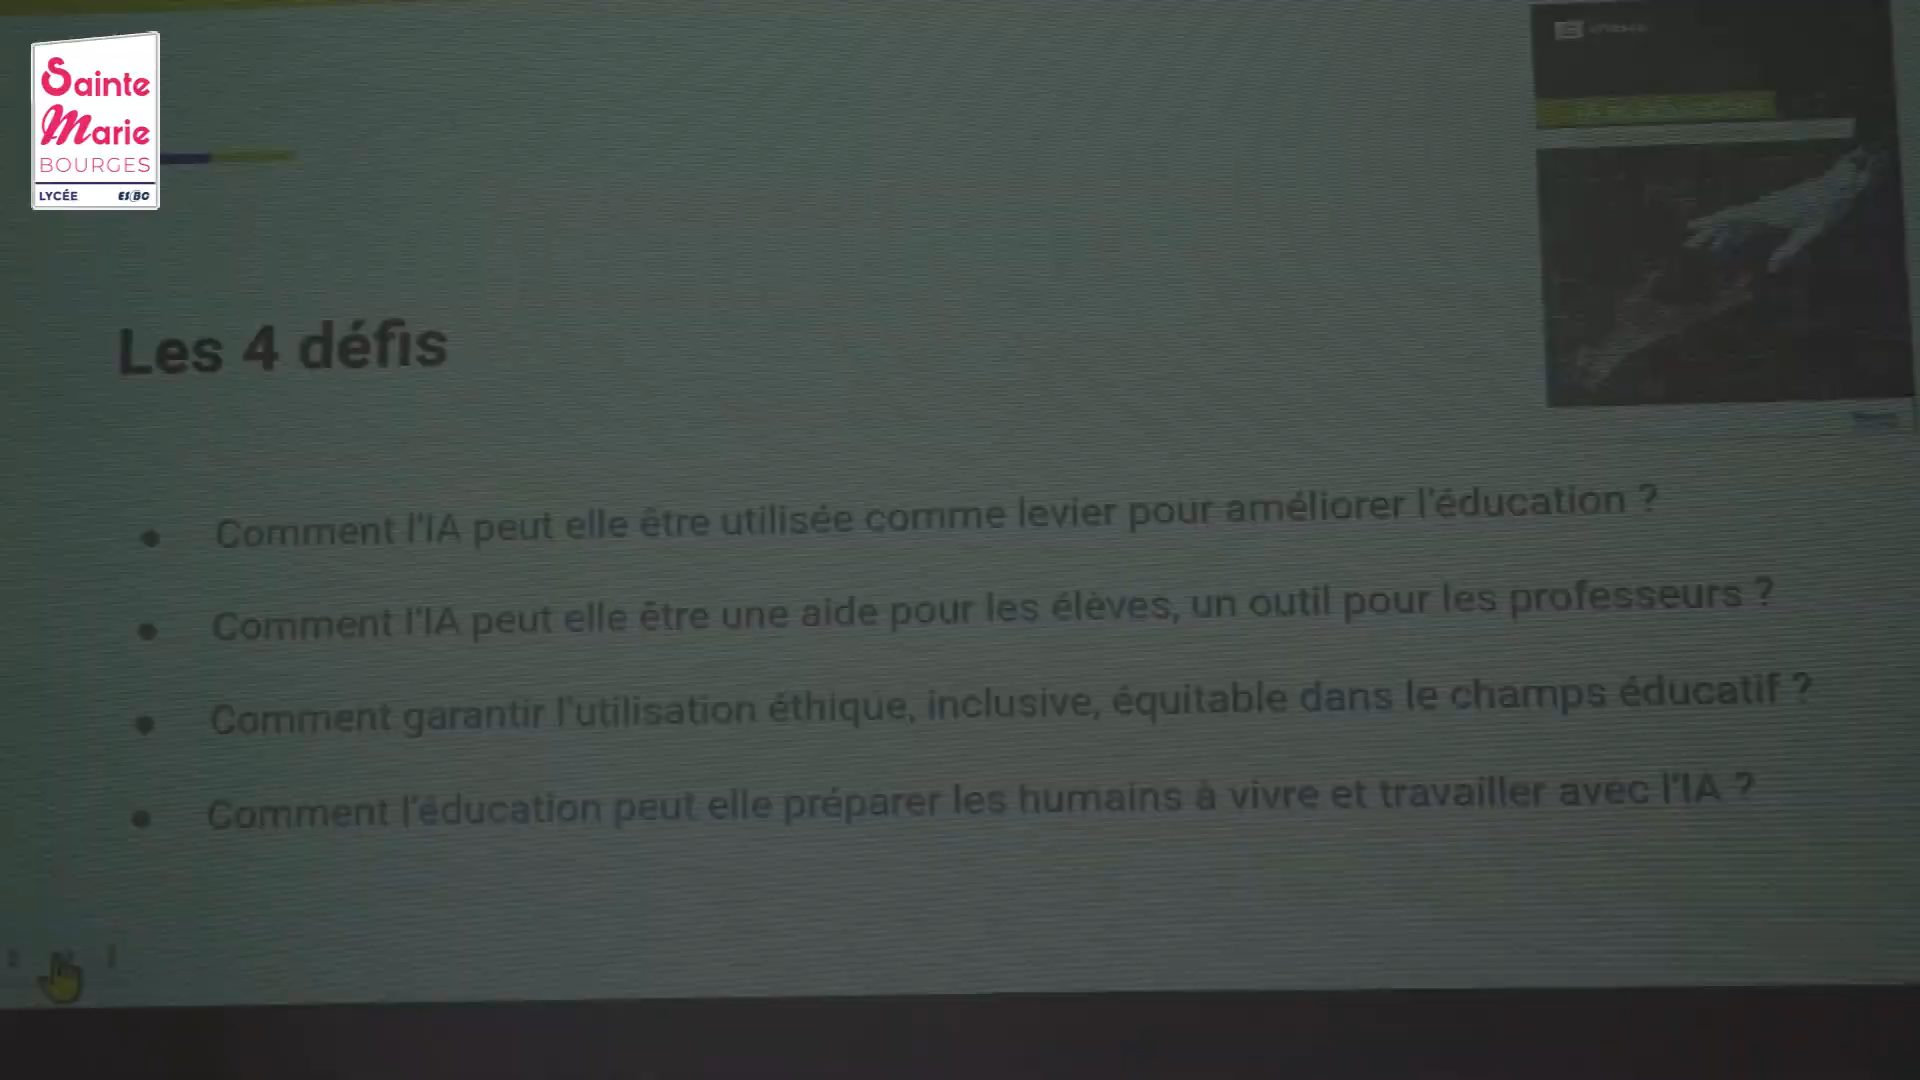 Sainte
Marie
BOURGES
LYCÉE ES@BC
Les 4 défis
Comment l'IA peut elle être utilisée comme levier pour améliorer l'éducation ?
Comment l'IA peut elle être une aide pour les élèves, un outil pour les professeurs ?
Comment garantir l'utilisation éthique, inclusive, équitable dans le champs éducatif ?
Comment l'éducation peut elle préparer les humains à vivre et travailler avec l'IA ?